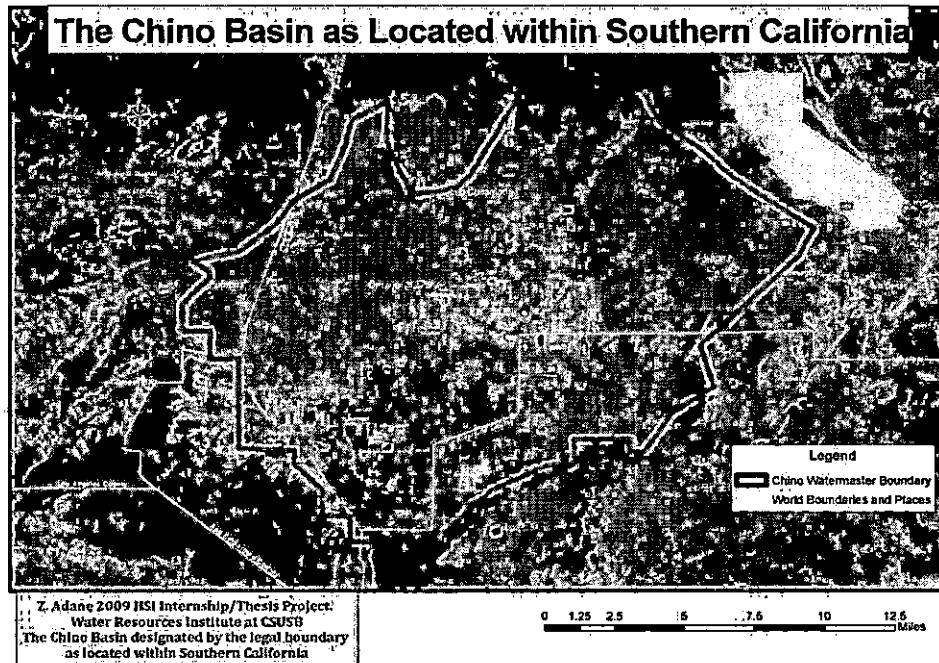 The Chino Basin as Located within Southern California
Legend
Chino Watermaster Boundary
World Boundaries and Places
Z. Adane 2009 HSI Internship/Thesis Project
Water Resources Institute at CSUSB
The Chino Basin designated by the legal boundary
as located within Southern California
0 1.25 2.5 5 7.5 10 12.5
Miles